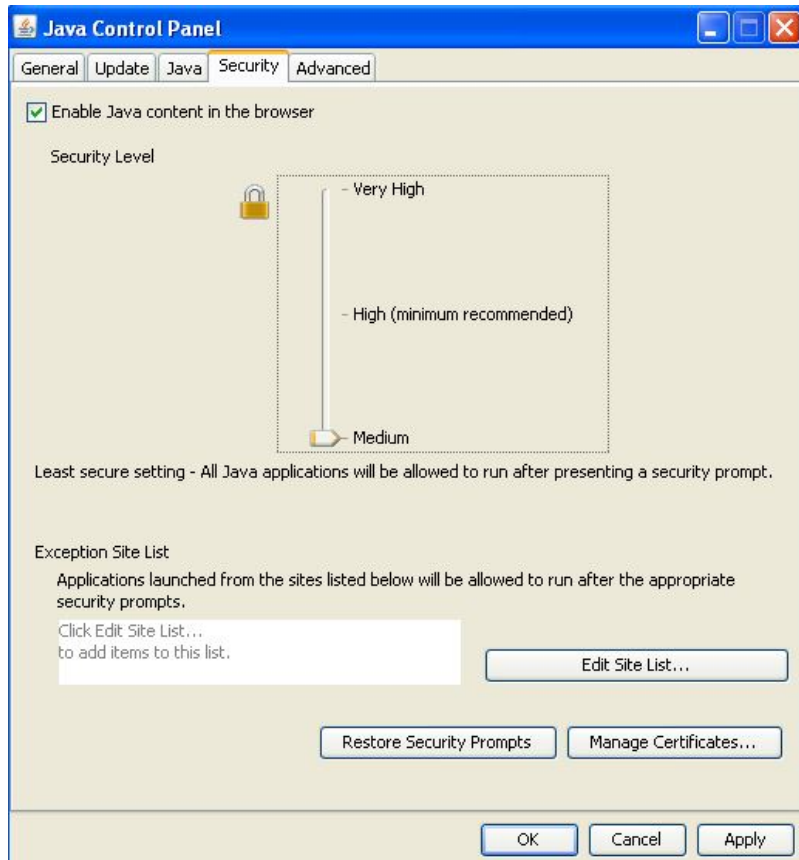 Java Control Panel
General Update Java Security Advanced
Enable Java content in the browser
Security Level
- Very High
- High (minimum recommended)
- Medium
Least secure setting - All Java applications will be allowed to run after presenting a security prompt.
Exception Site List
Applications launched from the sites listed below will be allowed to run after the appropriate
security prompts.
Click Edit Site List...
to add items to this list.
Edit Site List...
Restore Security Prompts Manage Certificates...
OK Cancel Apply